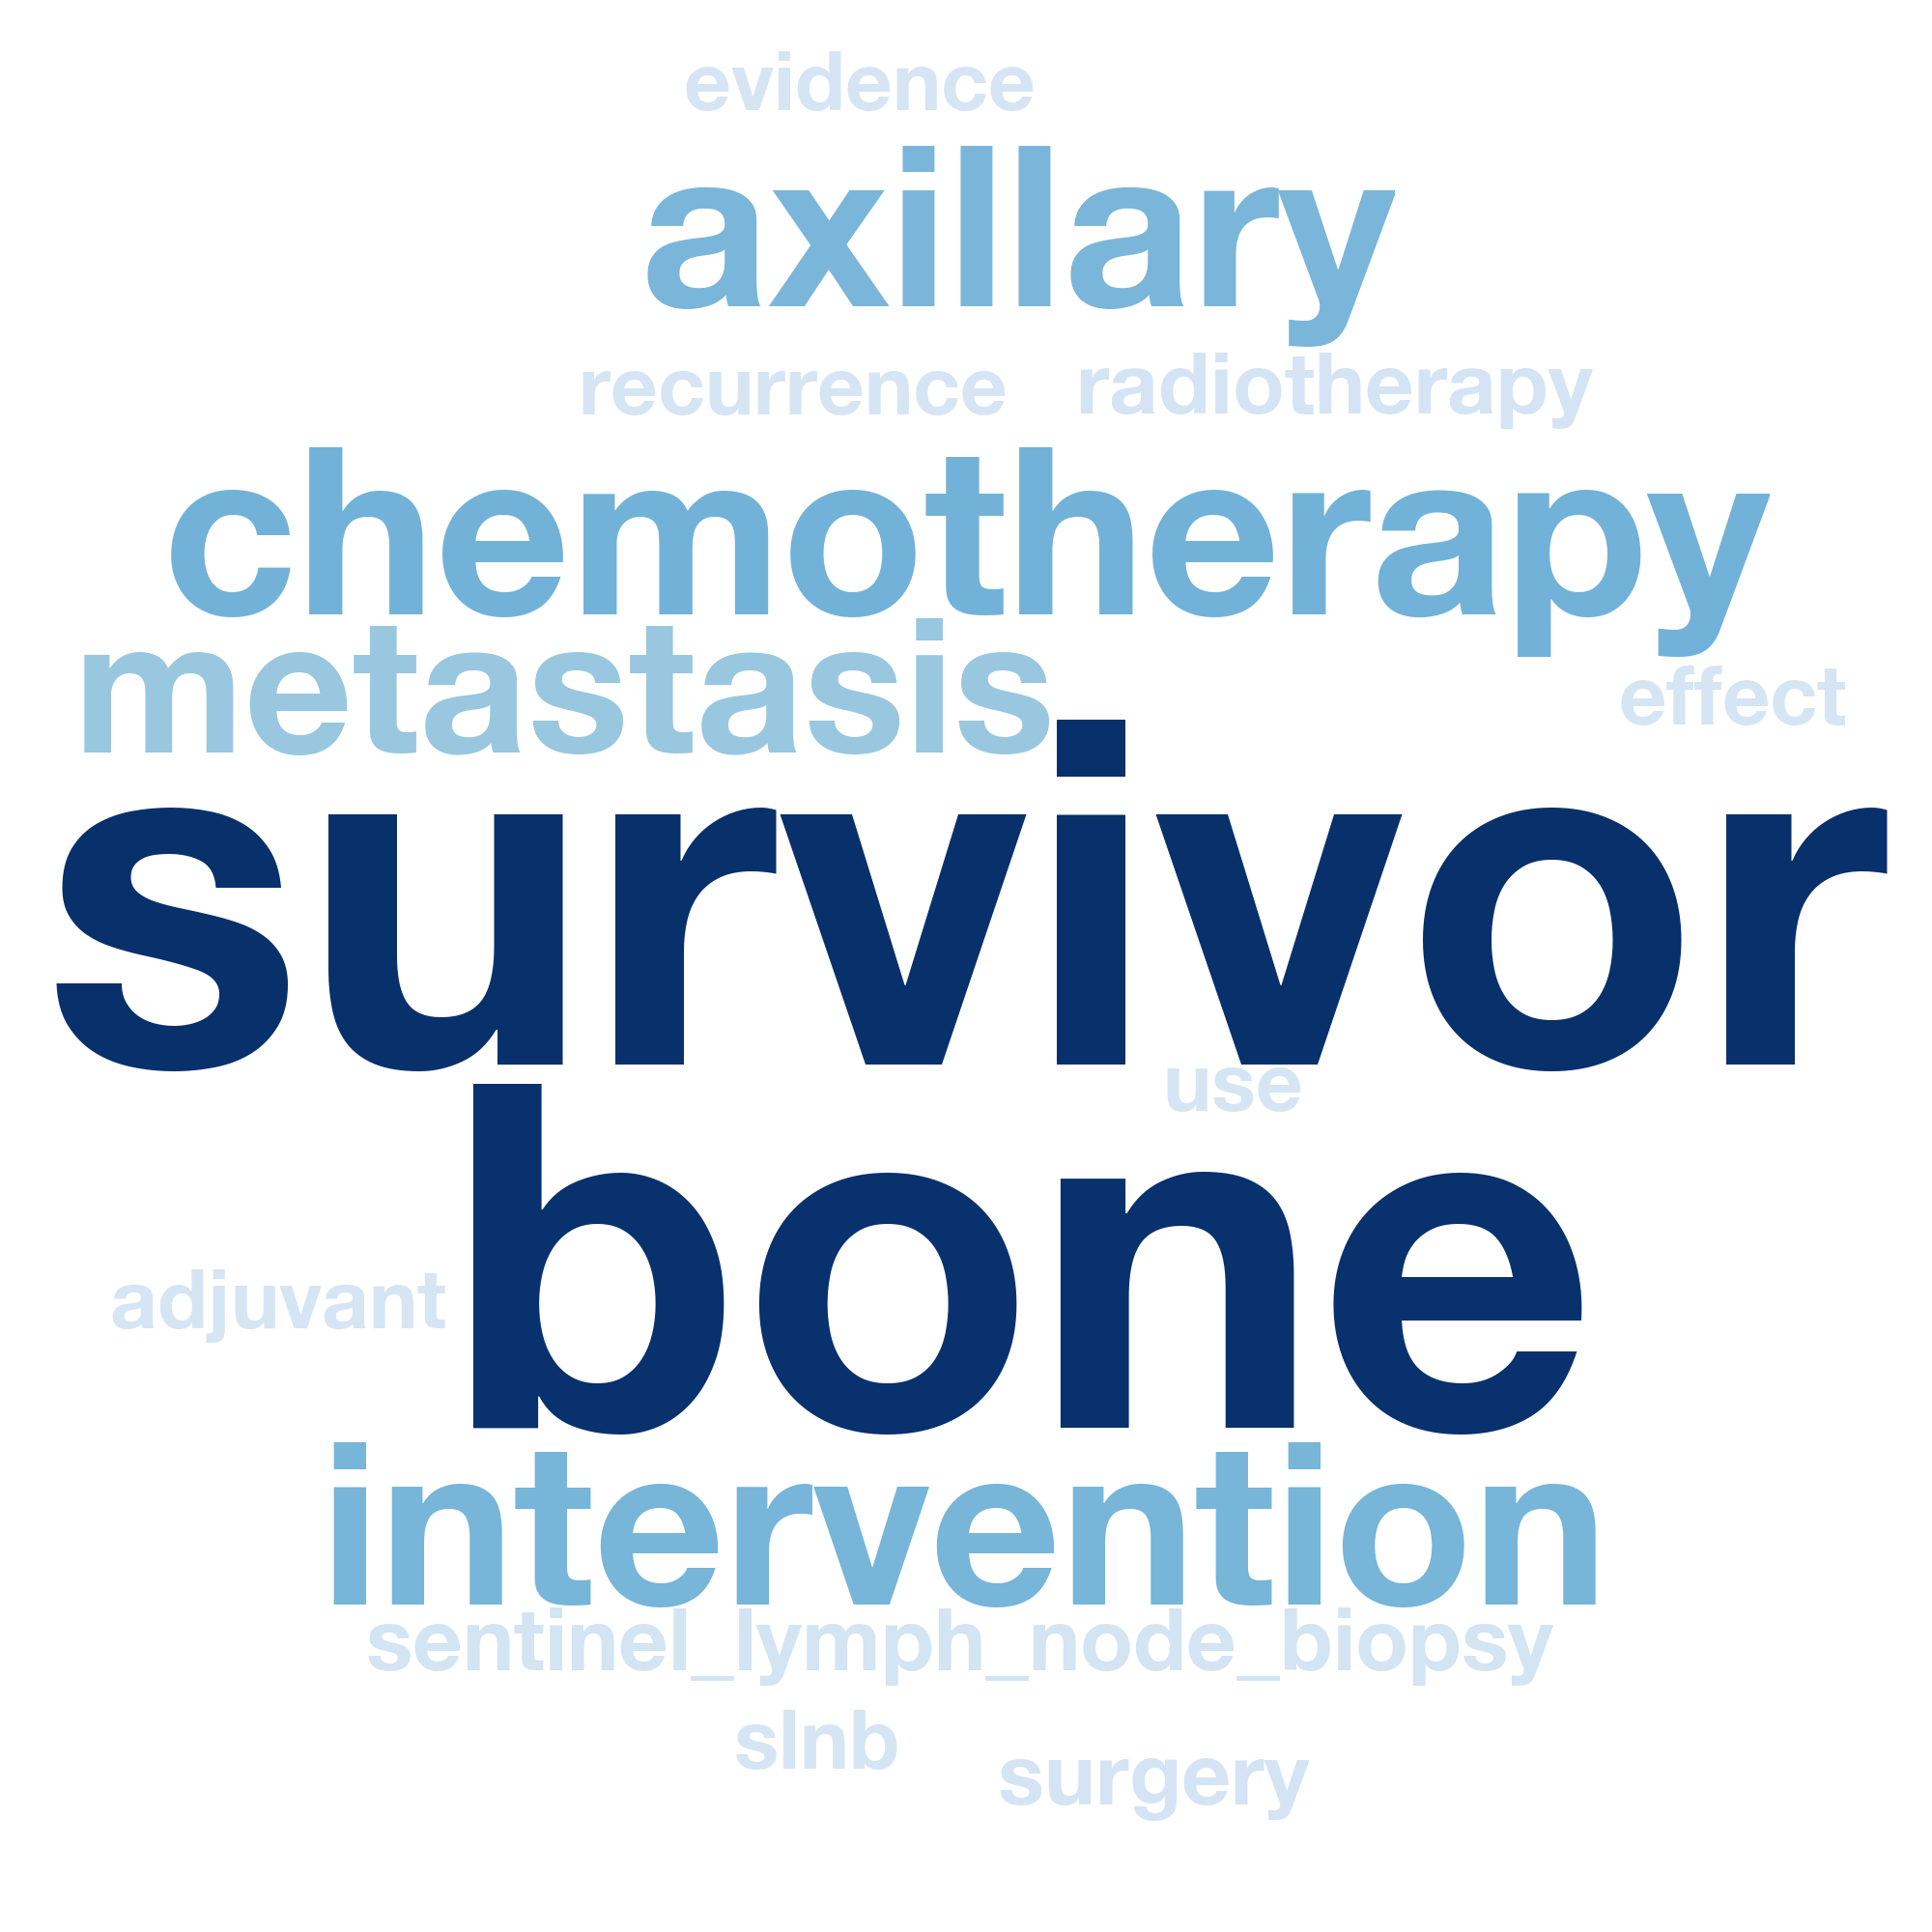 evidence
axillary
recurrence radiotherapy
chemotherapy
metastasis
effect
survivor
use
bone
adjuvant
intervention
sentinel_lymph_node_biopsy
slnb
surgery